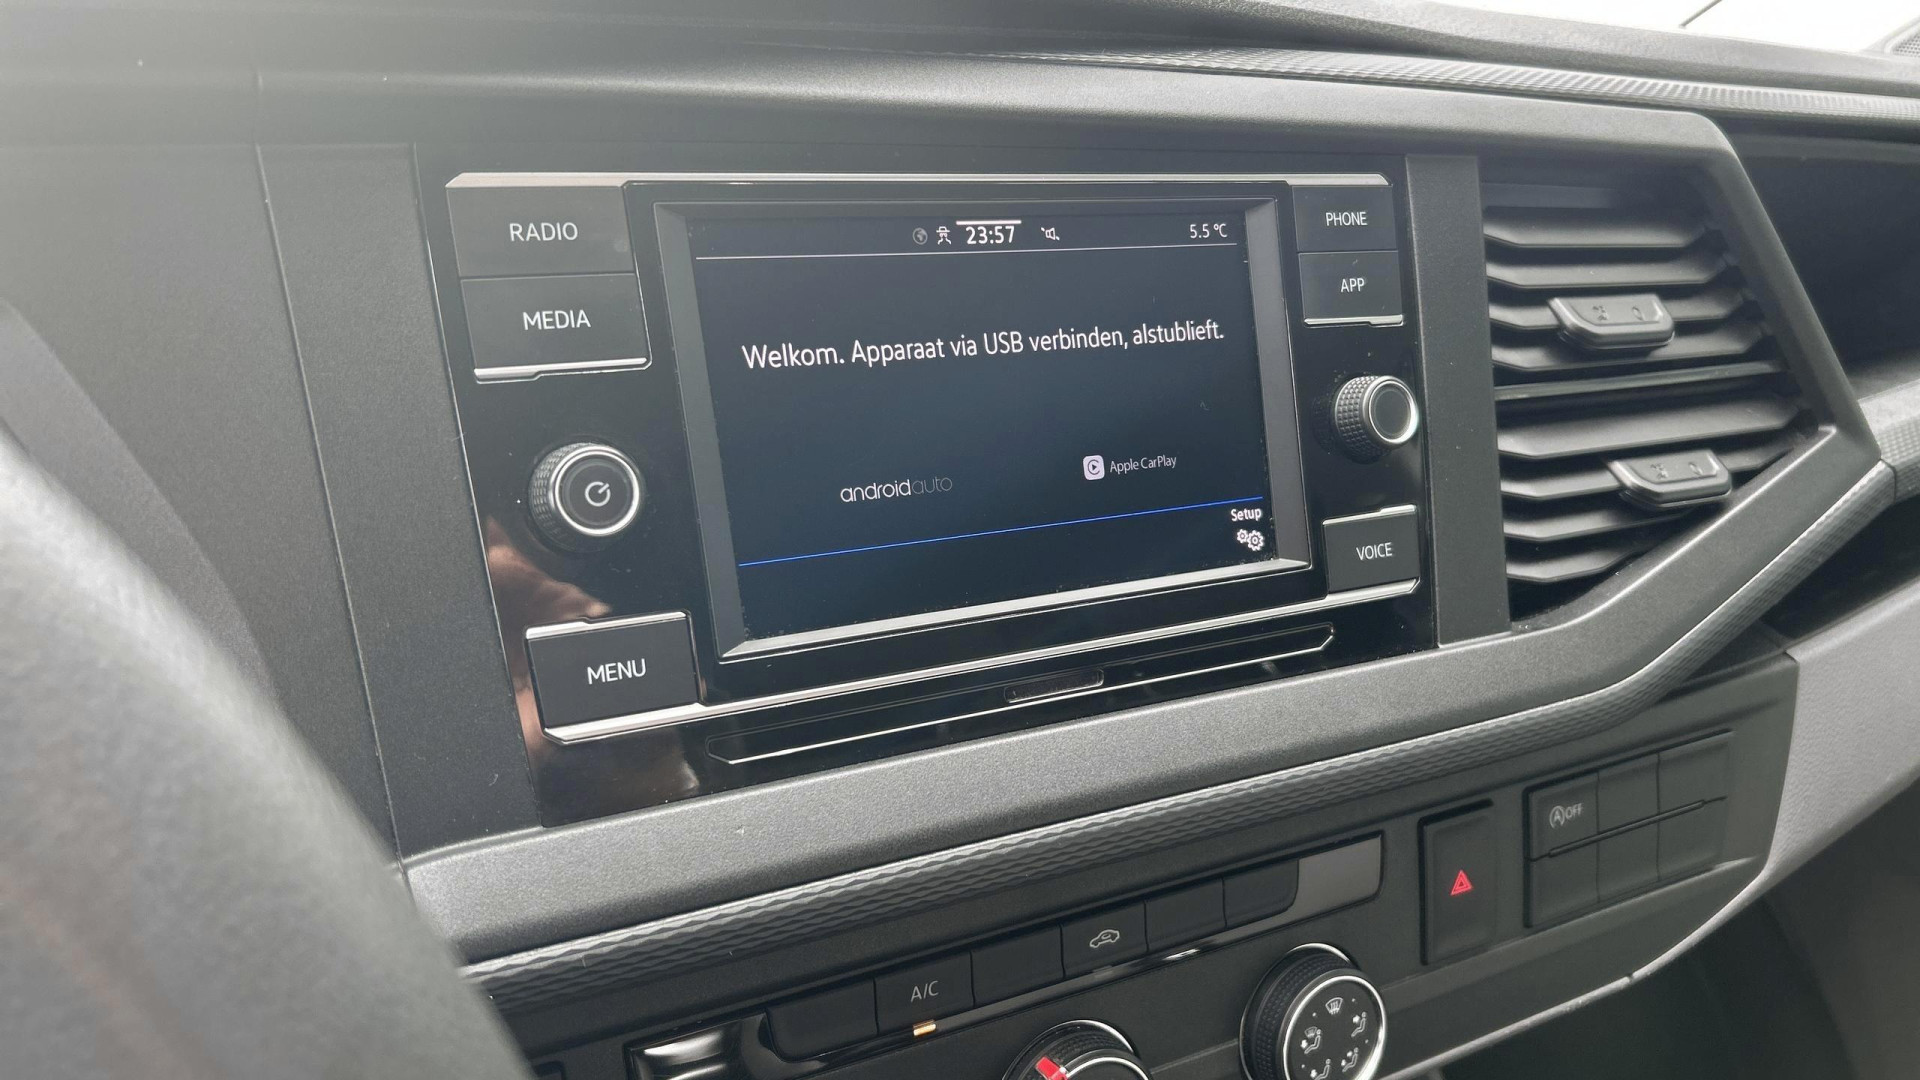 RADIO
MEDIA
MENU
23:57
5.5 °C
Welkom. Apparaat via USB verbinden, alstublieft.
androidauto
Apple CarPlay
Setup
PHONE
APP
VOICE
A OFF
A/C